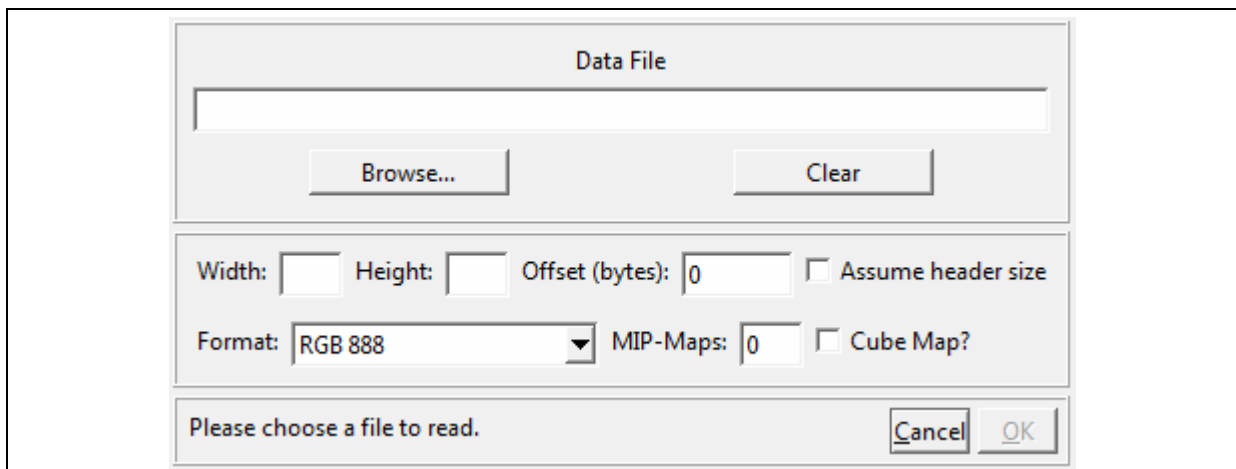 Data File
Browse... Clear
Width: Height: Offset (bytes): 0 Assume header size
Format: RGB 888 MIP-Maps: 0 Cube Map?
Please choose a file to read. Cancel OK